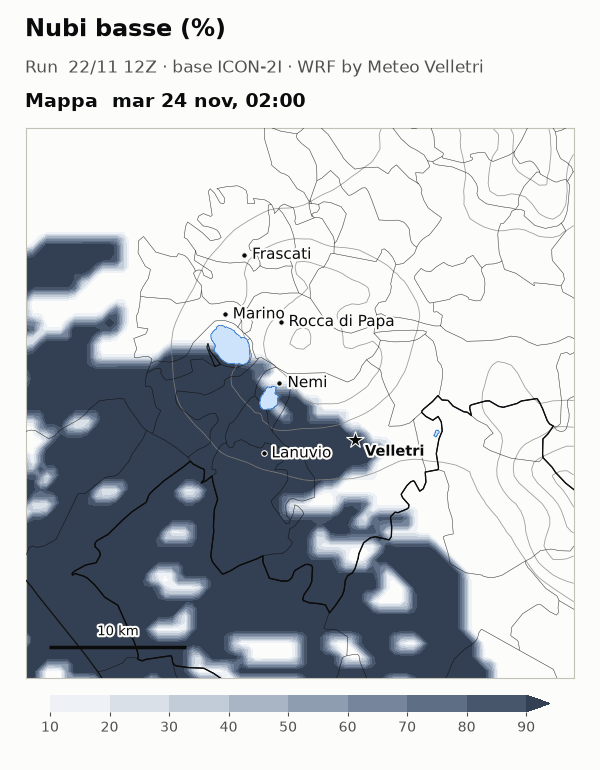 Nubi basse (%)
Run  22/11 12Z · base ICON-2I · WRF by Meteo Velletri
Mappa  mar 24 nov, 02:00
Frascati
Marino
Rocca di Papa
Nemi
Velletri
Lanuvio
10 km
10 20 30 40 50 60 70 80 90